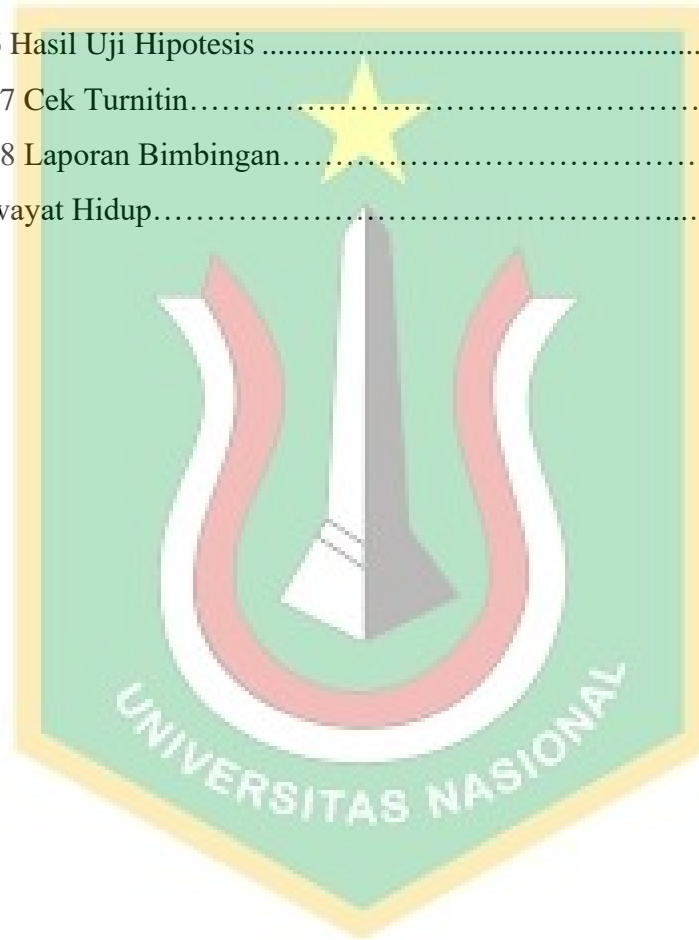 Hasil Uji Hipotesis ................................................................
7 Cek Turnitin………………………………………………
8 Laporan Bimbingan……………………………………
wayat Hidup……………………………………………....
UNIVERSITAS NASIONAL